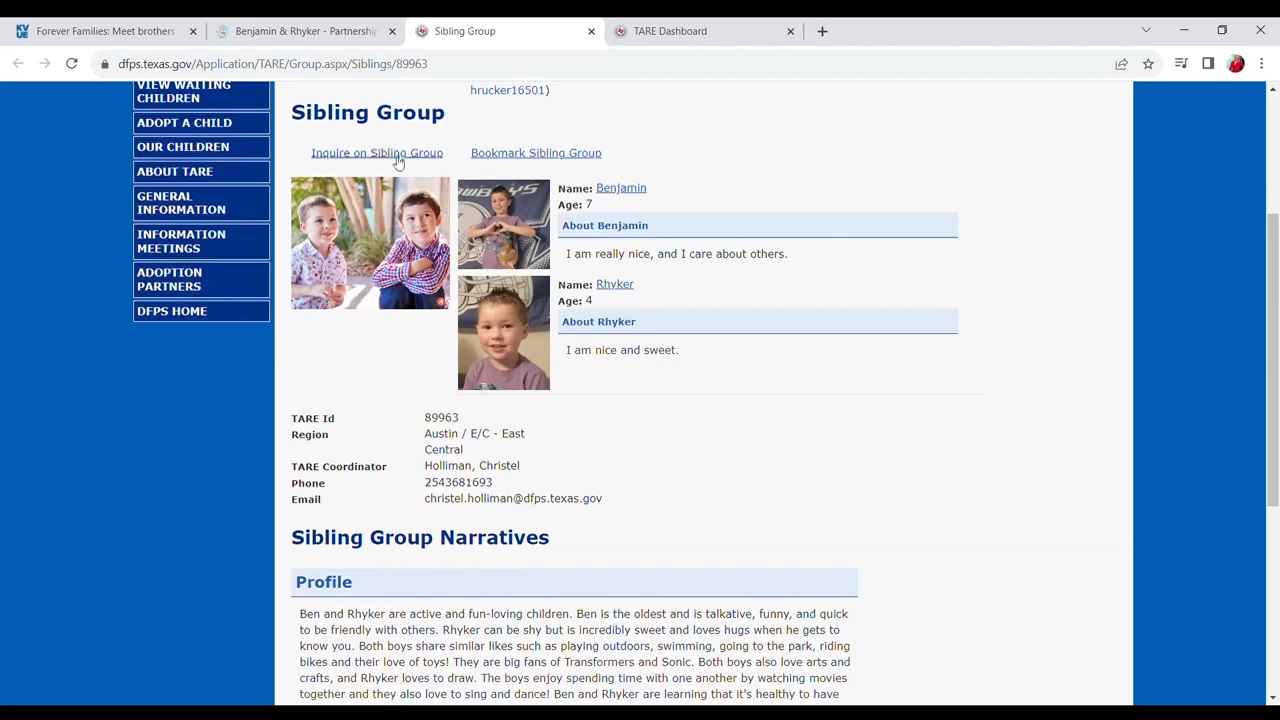 Forever Families: Meet brothers
Benjamin & Rhyker - Partnership
Sibling Group
TARE Dashboard
dfps.texas.gov/Application/TARE/Group.aspx/Siblings/89963
VIEW WAITING
CHILDREN
ADOPT A CHILD
OUR CHILDREN
ABOUT TARE
GENERAL
INFORMATION
INFORMATION
MEETINGS
ADOPTION
PARTNERS
DFPS HOME
hrucker16501)
Sibling Group
Inquire on Sibling Group
Bookmark Sibling Group
Name: Benjamin
Age: 7
About Benjamin
I am really nice, and I care about others.
Name: Rhyker
Age: 4
About Rhyker
I am nice and sweet.
TARE Id 89963
Region Austin / E/C - East
Central
TARE Coordinator Holliman, Christel
Phone 2543681693
Email christel.holliman@dfps.texas.gov
Sibling Group Narratives
Profile
Ben and Rhyker are active and fun-loving children. Ben is the oldest and is talkative, funny, and quick
to be friendly with others. Rhyker can be shy but is incredibly sweet and loves hugs when he gets to
know you. Both boys share similar likes such as playing outdoors, swimming, going to the park, riding
bikes and their love of toys! They are big fans of Transformers and Sonic. Both boys also love arts and
crafts, and Rhyker loves to draw. The boys enjoy spending time with one another by watching movies
together and they also love to sing and dance! Ben and Rhyker are learning that it's healthy to have